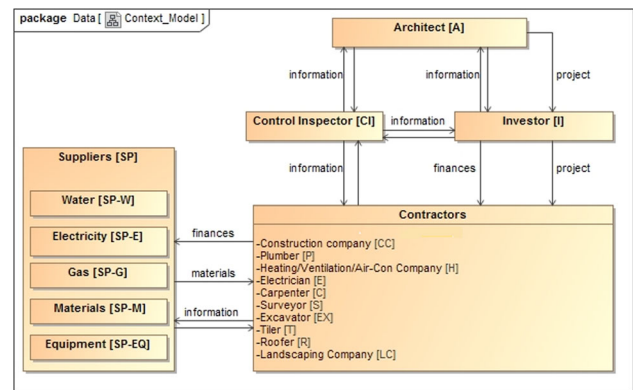 package Data [ Context_Model ]
Architect [A]
information
information
project
Control Inspector [CI]
information
Investor [I]
Suppliers [SP]
information
finances
project
Water [SP-W]
Electricity [SP-E]
Gas [SP-G]
Materials [SP-M]
Equipment [SP-EQ]
finances
materials
information
Contractors
-Construction company [CC]
-Plumber [P]
-Heating/Ventilation/Air-Con Company [H]
-Electrician [E]
-Carpenter [C]
-Surveyor [S]
-Excavator [EX]
-Tiler [T]
-Roofer [R]
-Landscaping Company [LC]